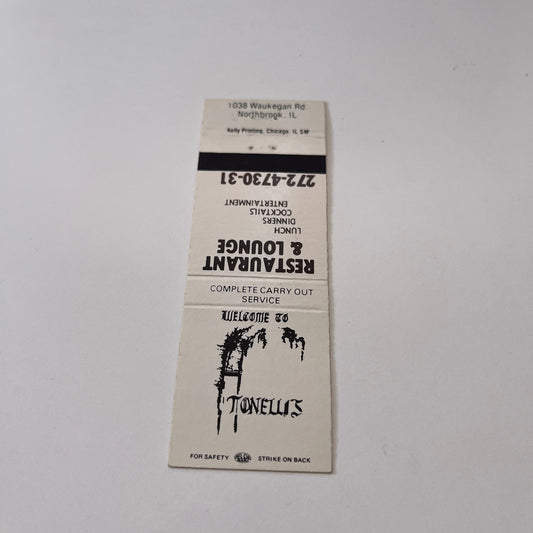 1038 Waukegan Rd.
Northbrook, IL
Kelly Printing, Chicago, IL SM
272-4730-31
RESTAURANT
& LOUNGE
LUNCH
DINNERS
COCKTAILS
ENTERTAINMENT
COMPLETE CARRY OUT
SERVICE
WELCOME TO
TONELLI'S
FOR SAFETY STRIKE ON BACK